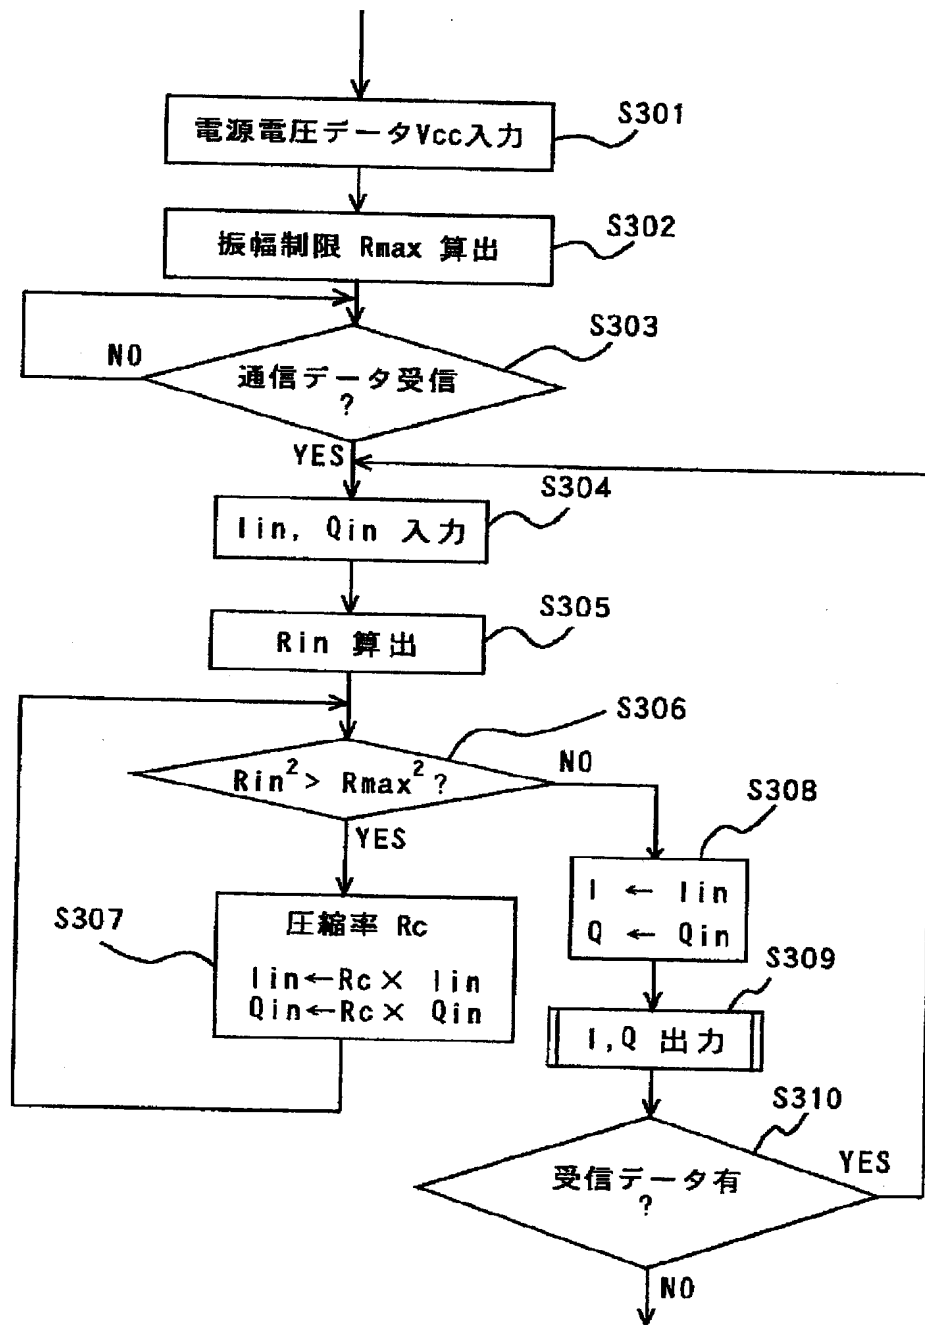 S301
電源電圧データVcc入力
S302
振幅制限 Rmax 算出
S303
NO
通信データ受信
?
YES
S304
Iin, Qin 入力
S305
Rin 算出
S306
Rin² > Rmax² ?
NO
YES
S308
I ← Iin
Q ← Qin
S307
圧縮率 Rc
Iin←Rc× Iin
Qin←Rc× Qin
S309
I,Q 出力
S310
受信データ有
?
YES
NO